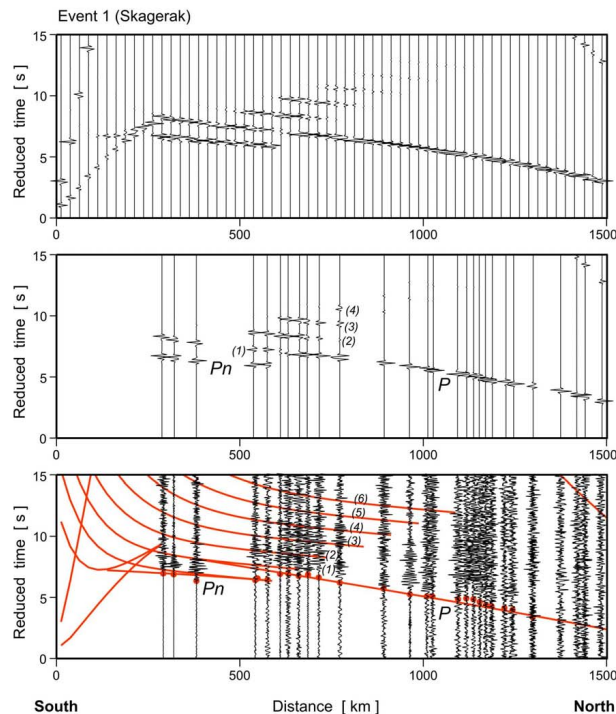 Event 1 (Skagerak)
15
10
5
0
Reduced time [ s ]
0 500 1000 1500
15
10
5
0
Reduced time [ s ]
(4)
(3)
(2)
(1)
Pn
P
0 500 1000 1500
15
10
5
0
Reduced time [ s ]
(6)
(5)
(4)
(3)
(2)
(1)
Pn
P
0 500 1000 1500
South Distance [ km ] North